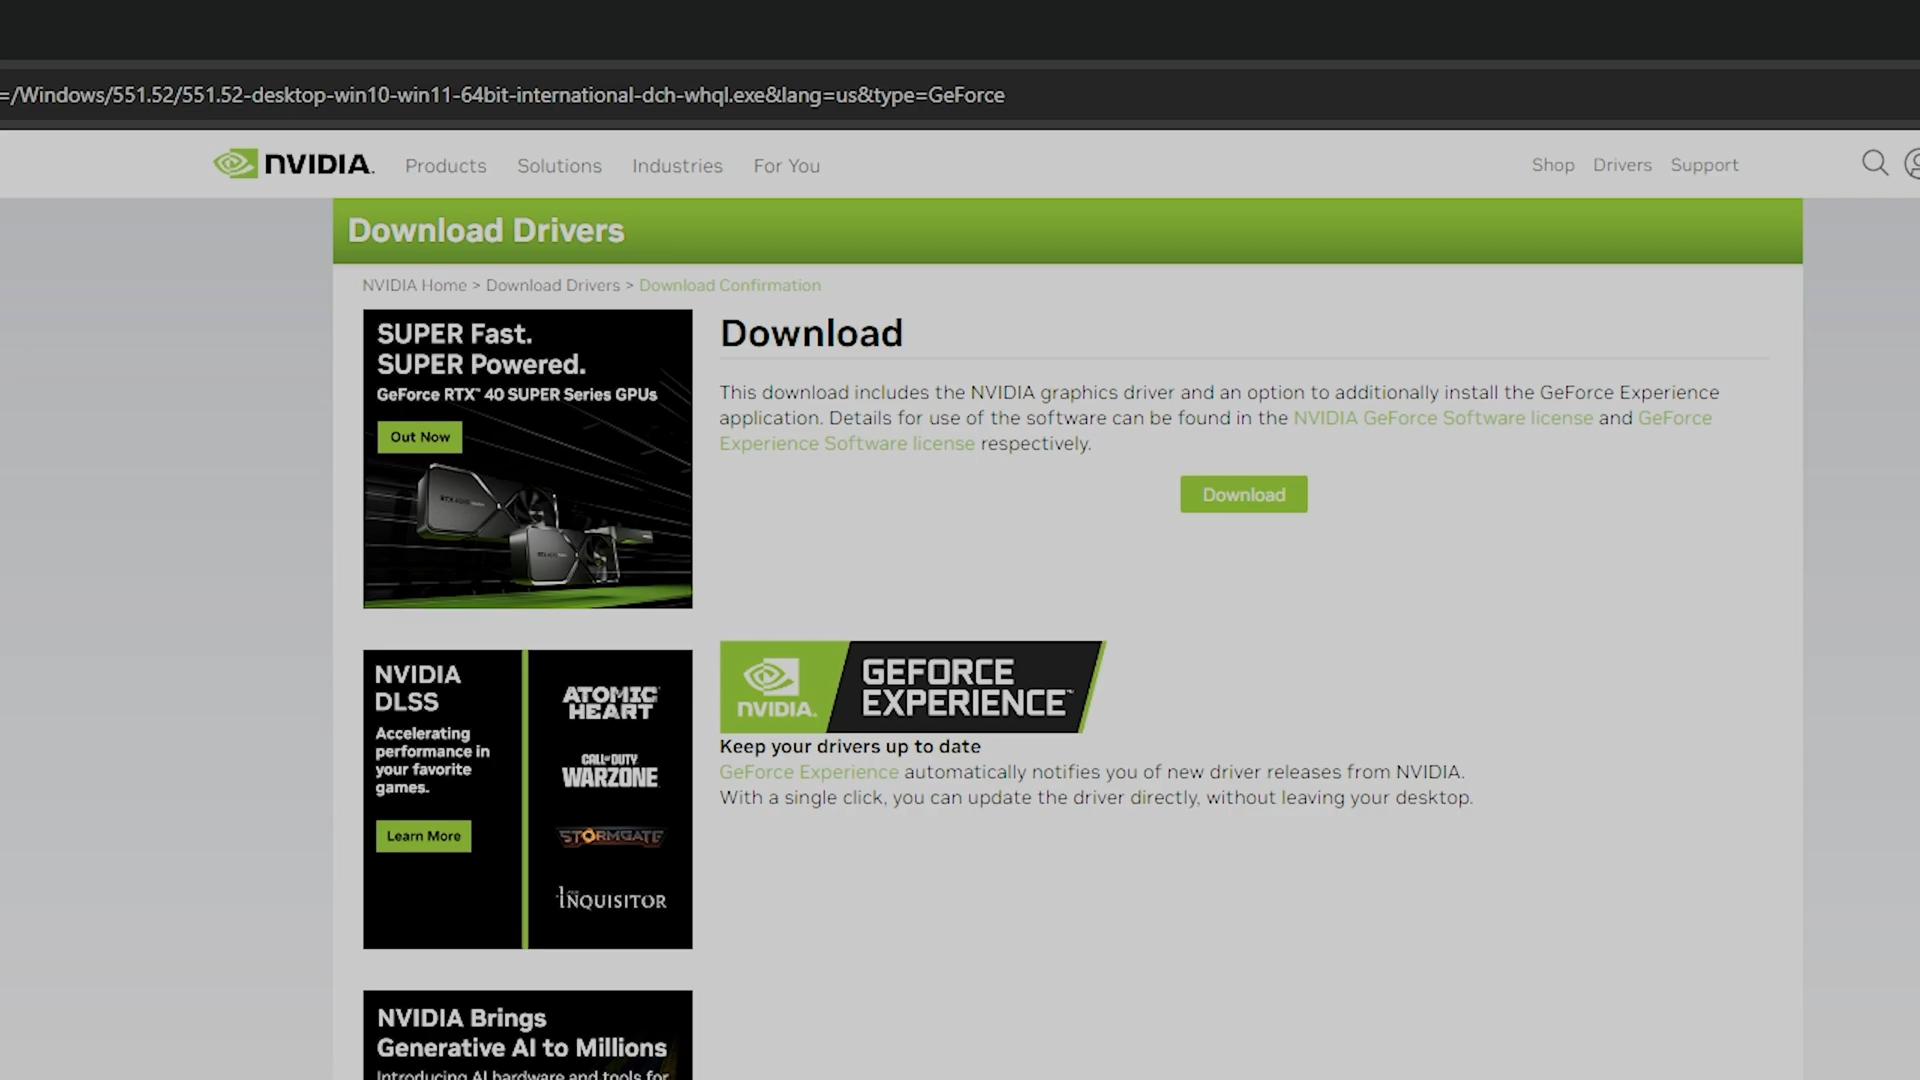 =/Windows/551.52/551.52-desktop-win10-win11-64bit-international-dch-whql.exe&lang=us&type=GeForce
NVIDIA.
Products
Solutions
Industries
For You
Shop
Drivers
Support
Download Drivers
NVIDIA Home > Download Drivers > Download Confirmation
SUPER Fast.
SUPER Powered.
GeForce RTX™ 40 SUPER Series GPUs
Out Now
Download
This download includes the NVIDIA graphics driver and an option to additionally install the GeForce Experience
application. Details for use of the software can be found in the NVIDIA GeForce Software license and GeForce
Experience Software license respectively.
Download
NVIDIA
DLSS
Accelerating
performance in
your favorite
games.
Learn More
ATOMIC
HEART
CALL OF DUTY
WARZONE
STORMGATE
THE
INQUISITOR
NVIDIA.
GEFORCE
EXPERIENCE™
Keep your drivers up to date
GeForce Experience automatically notifies you of new driver releases from NVIDIA.
With a single click, you can update the driver directly, without leaving your desktop.
NVIDIA Brings
Generative AI to Millions
Introducing AI hardware and tools for